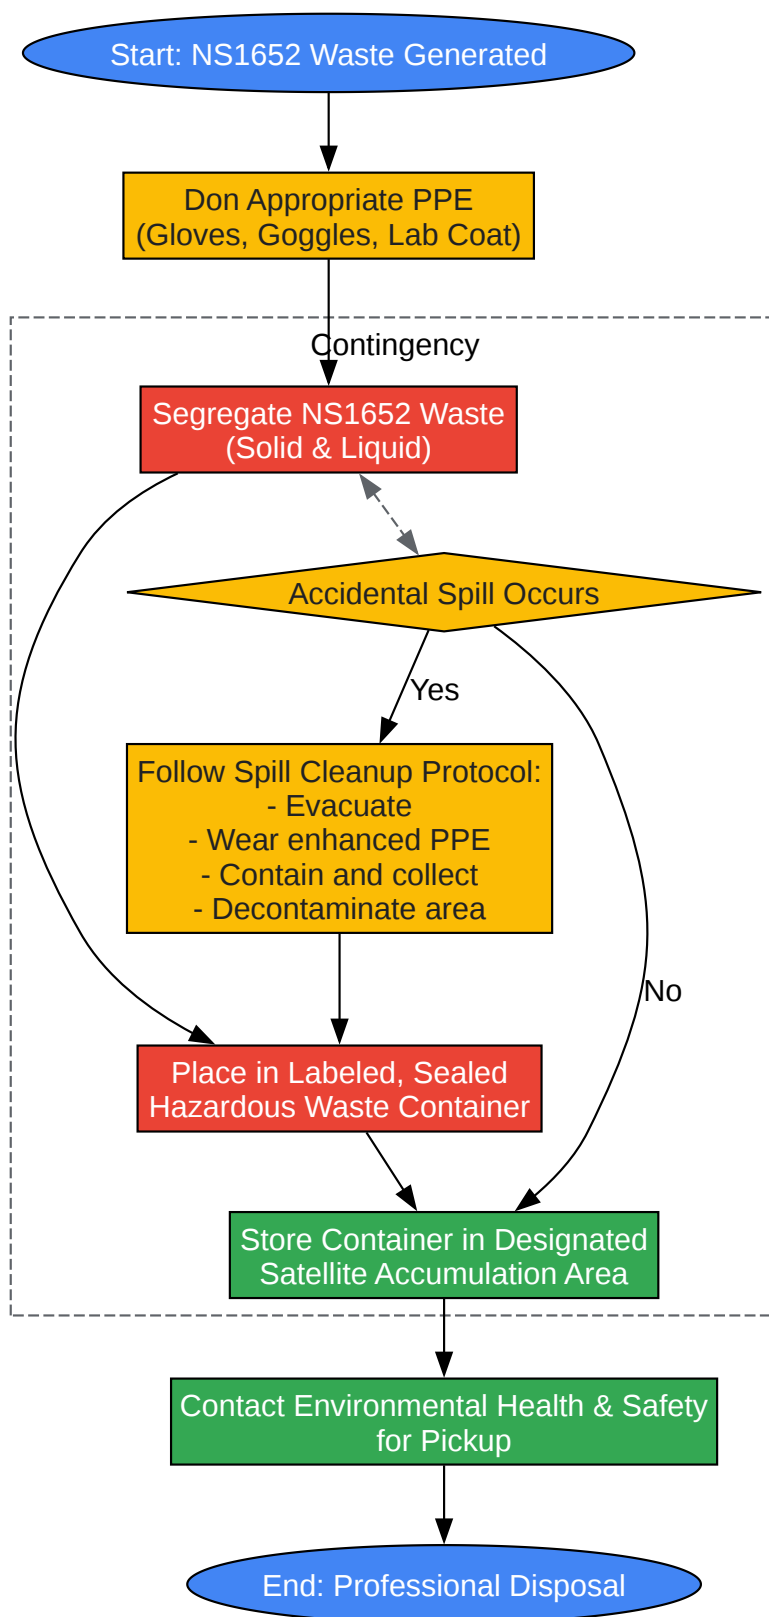 Start: NS1652 Waste Generated
Don Appropriate PPE
(Gloves, Goggles, Lab Coat)
Contingency
Segregate NS1652 Waste
(Solid & Liquid)
Accidental Spill Occurs
Yes
Follow Spill Cleanup Protocol:
- Evacuate
- Wear enhanced PPE
- Contain and collect
- Decontaminate area
No
Place in Labeled, Sealed
Hazardous Waste Container
Store Container in Designated
Satellite Accumulation Area
Contact Environmental Health & Safety
for Pickup
End: Professional Disposal